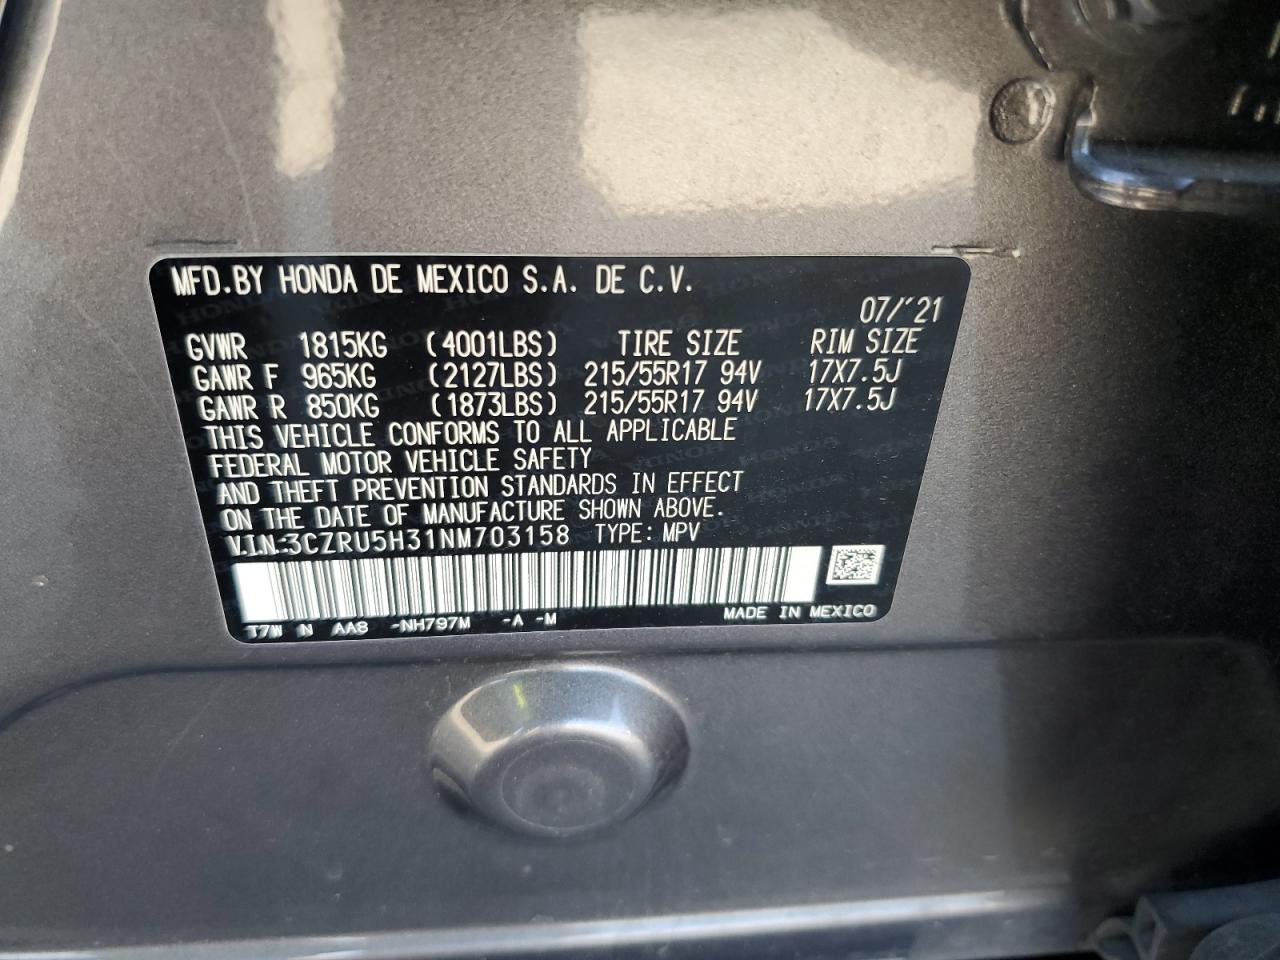 MFD.BY HONDA DE MEXICO S.A. DE C.V.
07/'21
GVWR 1815KG (4001LBS) TIRE SIZE RIM SIZE
GAWR F 965KG (2127LBS) 215/55R17 94V 17X7.5J
GAWR R 850KG (1873LBS) 215/55R17 94V 17X7.5J
THIS VEHICLE CONFORMS TO ALL APPLICABLE
FEDERAL MOTOR VEHICLE SAFETY
AND THEFT PREVENTION STANDARDS IN EFFECT
ON THE DATE OF MANUFACTURE SHOWN ABOVE.
V.I.N.:3CZRU5H31NM703158 TYPE: MPV
T7W N AA8 -NH797M -A -M MADE IN MEXICO